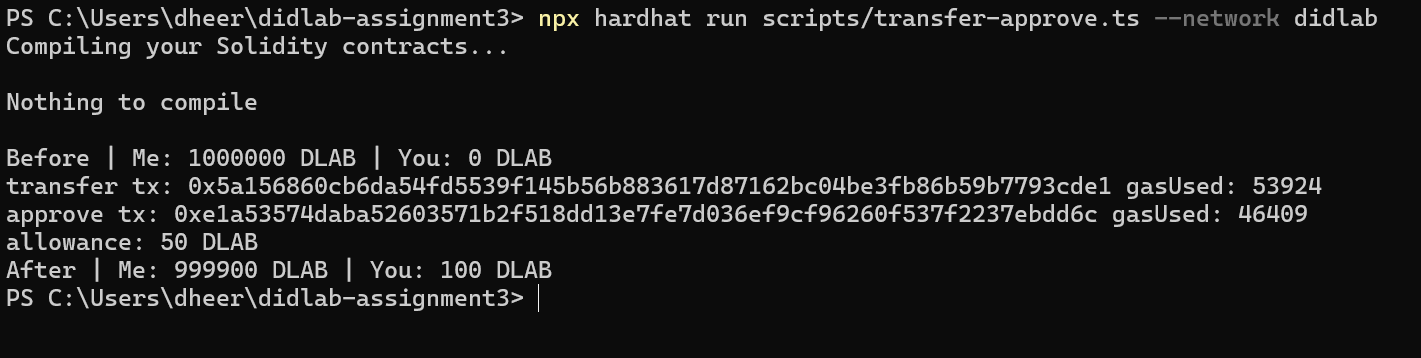 PS C:\Users\dheer\didlab-assignment3> npx hardhat run scripts/transfer-approve.ts --network didlab
Compiling your Solidity contracts...
Nothing to compile
Before | Me: 1000000 DLAB | You: 0 DLAB
transfer tx: 0x5a156860cb6da54fd5539f145b56b883617d87162bc04be3fb86b59b7793cde1 gasUsed: 53924
approve tx: 0xe1a53574daba52603571b2f518dd13e7fe7d036ef9cf96260f537f2237ebdd6c gasUsed: 46409
allowance: 50 DLAB
After | Me: 999900 DLAB | You: 100 DLAB
PS C:\Users\dheer\didlab-assignment3>